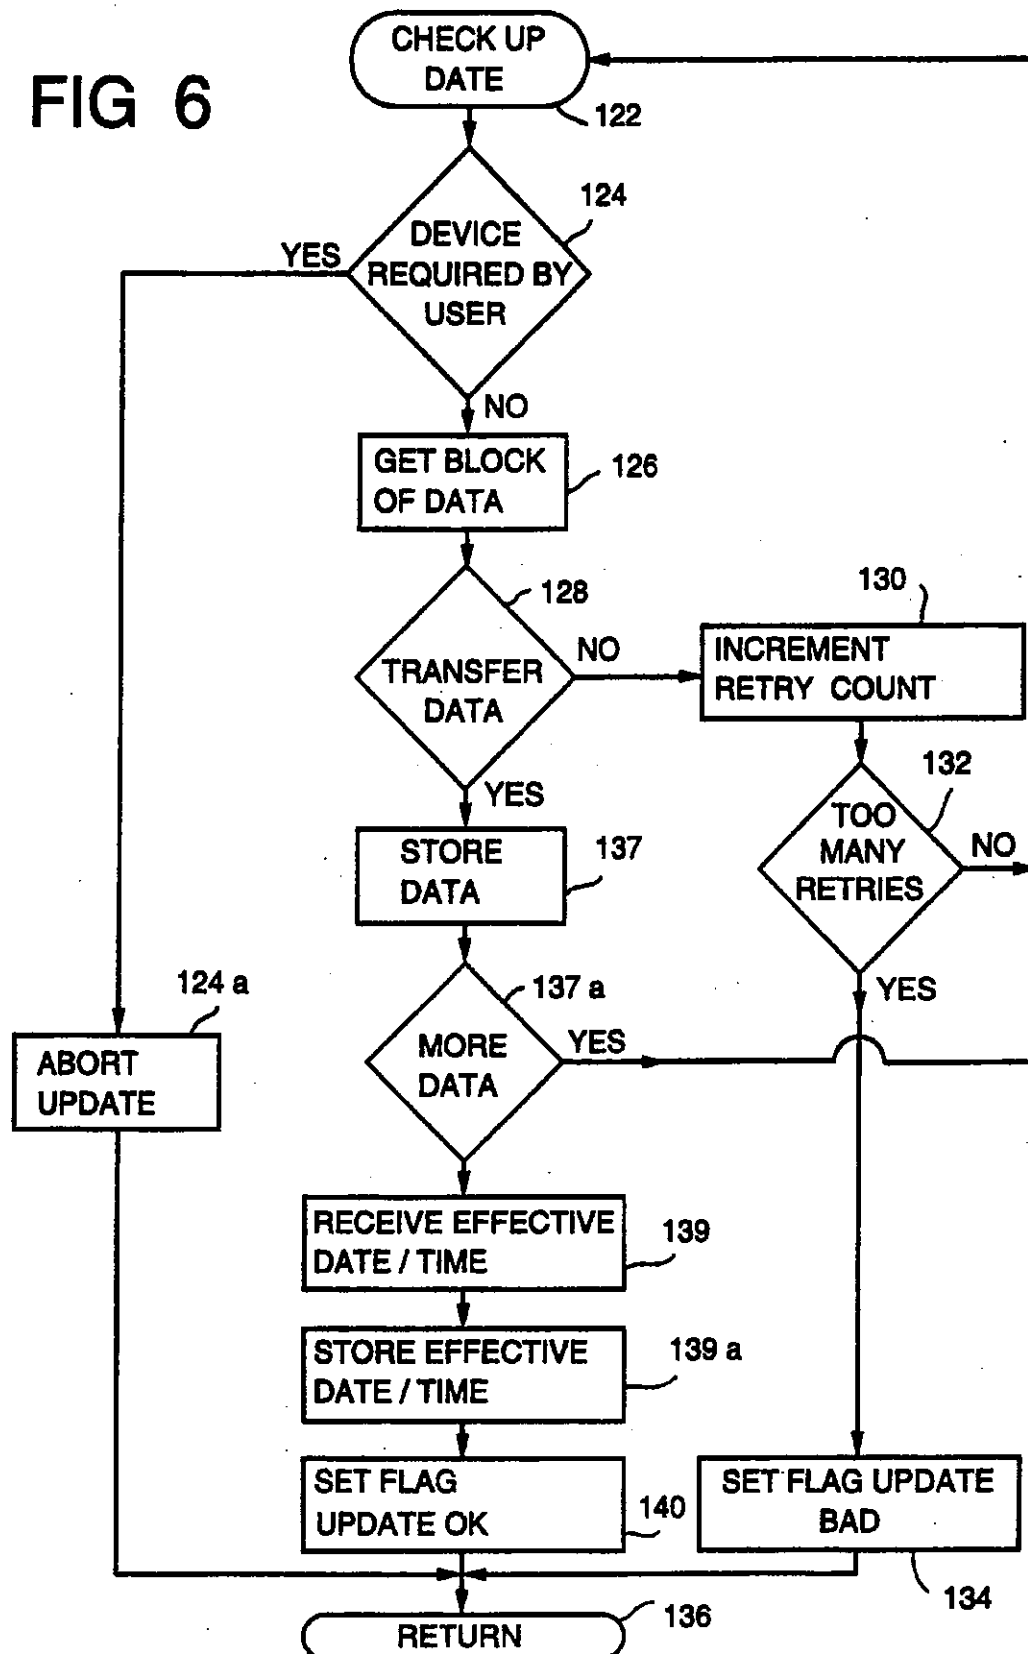 FIG 6
CHECK UP
DATE
122
124
DEVICE
REQUIRED BY
USER
YES
NO
GET BLOCK
OF DATA
126
128
TRANSFER
DATA
NO
130
INCREMENT
RETRY COUNT
YES
132
TOO
MANY
RETRIES
NO
STORE
DATA
137
YES
137 a
MORE
DATA
YES
124 a
ABORT
UPDATE
RECEIVE EFFECTIVE
DATE / TIME
139
STORE EFFECTIVE
DATE / TIME
139 a
SET FLAG
UPDATE OK
140
SET FLAG UPDATE
BAD
134
136
RETURN